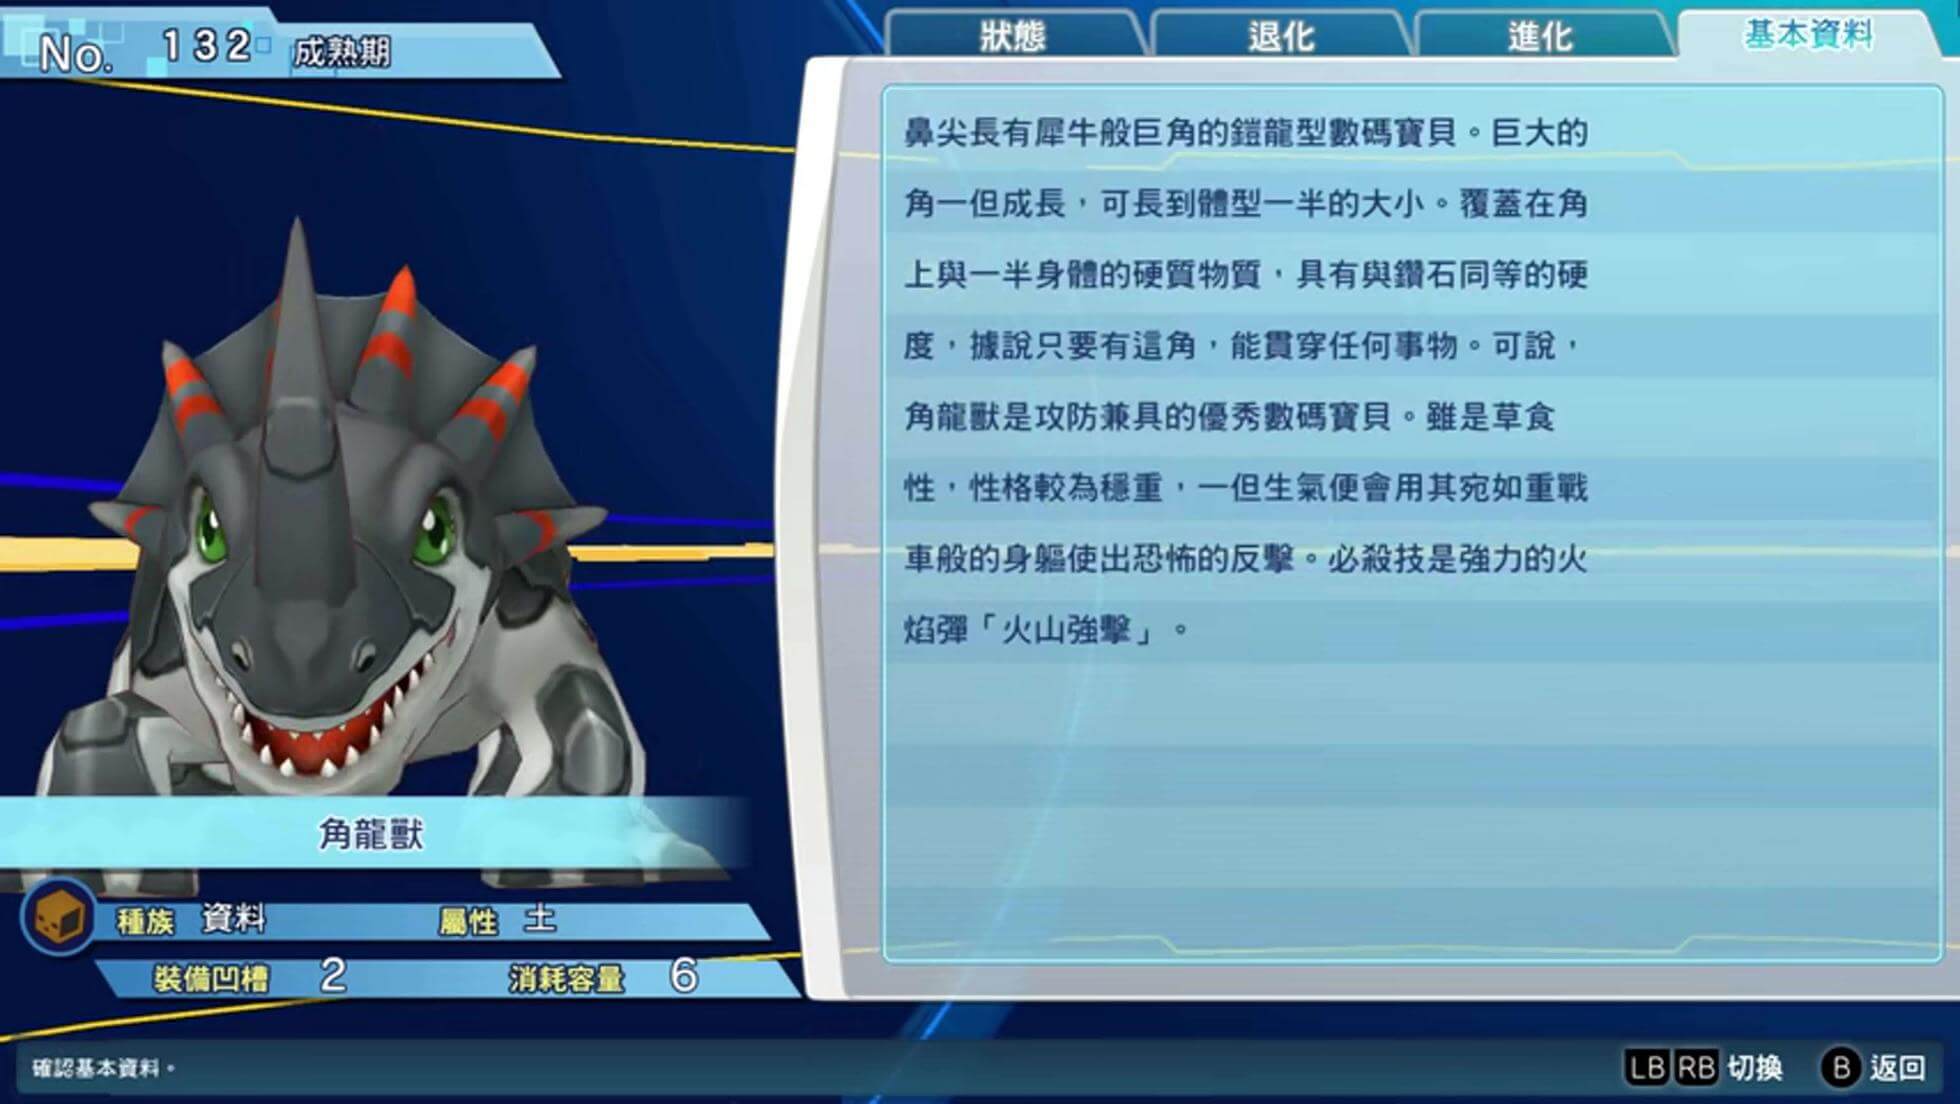 No. 132 成熟期
狀態 退化 進化 基本資料
鼻尖長有犀牛般巨角的鎧龍型數碼寶貝。巨大的
角一但成長，可長到體型一半的大小。覆蓋在角
上與一半身體的硬質物質，具有與鑽石同等的硬
度，據說只要有這角，能貫穿任何事物。可說，
角龍獸是攻防兼具的優秀數碼寶貝。雖是草食
性，性格較為穩重，一但生氣便會用其宛如重戰
車般的身軀使出恐怖的反擊。必殺技是強力的火
焰彈「火山強擊」。
角龍獸
種族 資料 屬性 土
裝備凹槽 2 消耗容量 6
確認基本資料。
LB RB 切換 B 返回